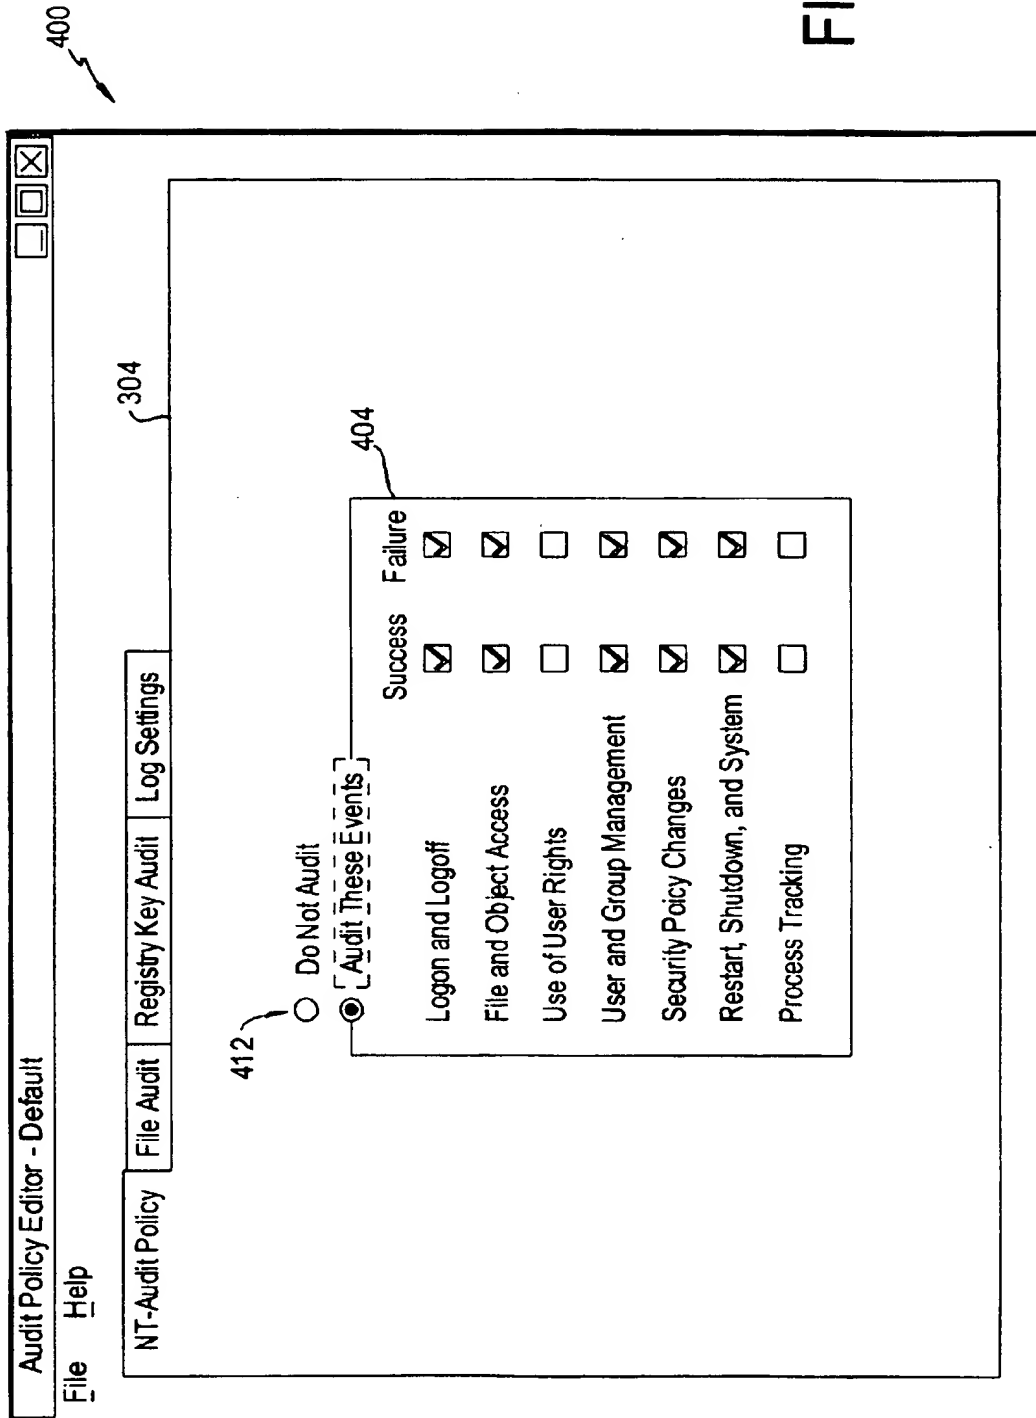 400
Audit Policy Editor - Default
File Help
NT-Audit Policy File Audit Registry Key Audit Log Settings
304
412
Do Not Audit
Audit These Events
404
Success Failure
Logon and Logoff
File and Object Access
Use of User Rights
User and Group Management
Security Poicy Changes
Restart, Shutdown, and System
Process Tracking